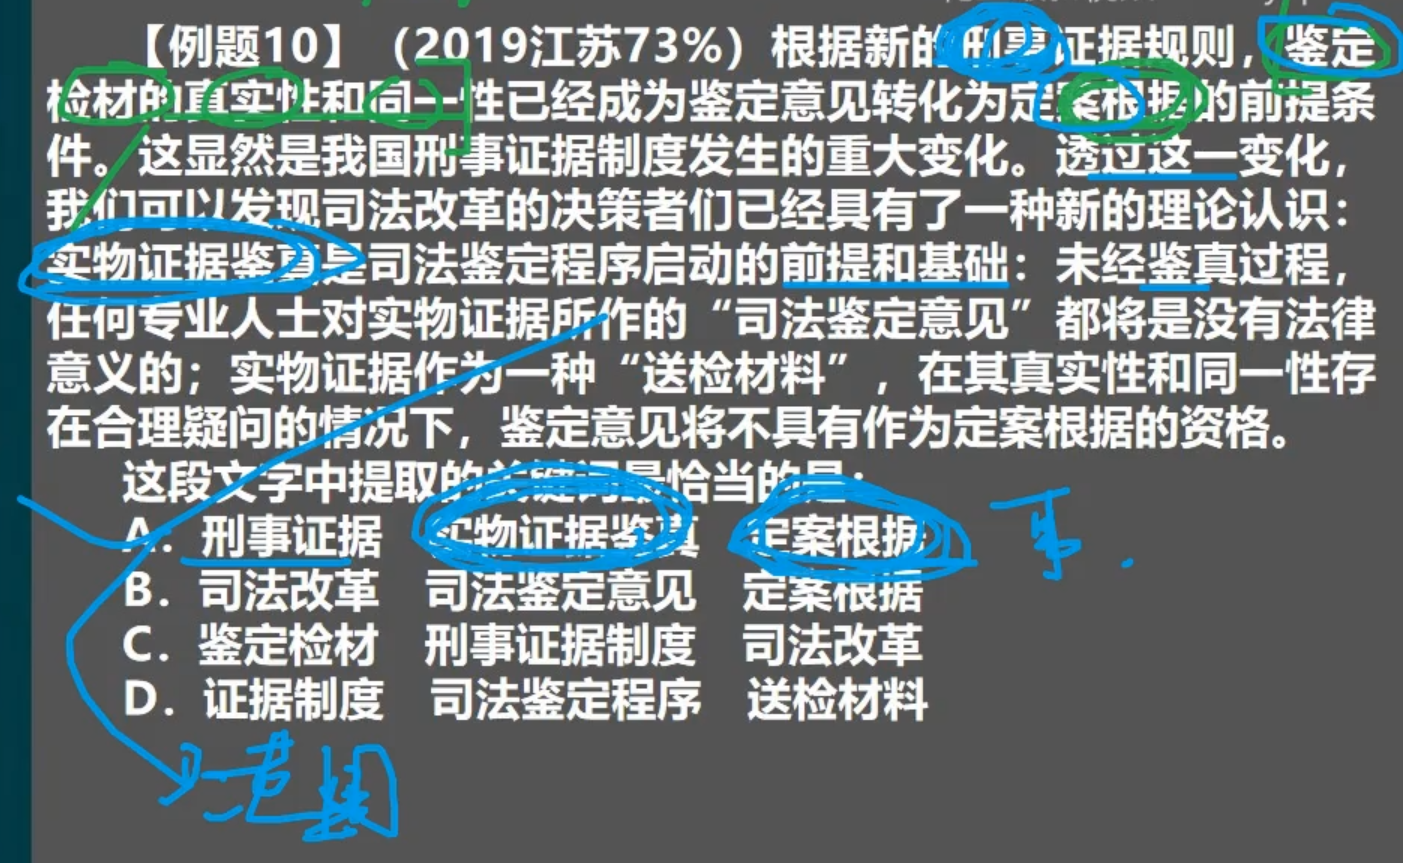 【例题10】（2019江苏73%）根据新的刑事证据规则，鉴定
检材的真实性和同一性已经成为鉴定意见转化为定案根据的前提条
件。这显然是我国刑事证据制度发生的重大变化。透过这一变化，
我们可以发现司法改革的决策者们已经具有了一种新的理论认识：
实物证据鉴真是司法鉴定程序启动的前提和基础：未经鉴真过程，
任何专业人士对实物证据所作的“司法鉴定意见”都将是没有法律
意义的；实物证据作为一种“送检材料”，在其真实性和同一性存
在合理疑问的情况下，鉴定意见将不具有作为定案根据的资格。
这段文字中提取的关键词最恰当的是：
A．刑事证据 实物证据鉴真 定案根据
B．司法改革 司法鉴定意见 定案根据
C．鉴定检材 刑事证据制度 司法改革
D．证据制度 司法鉴定程序 送检材料